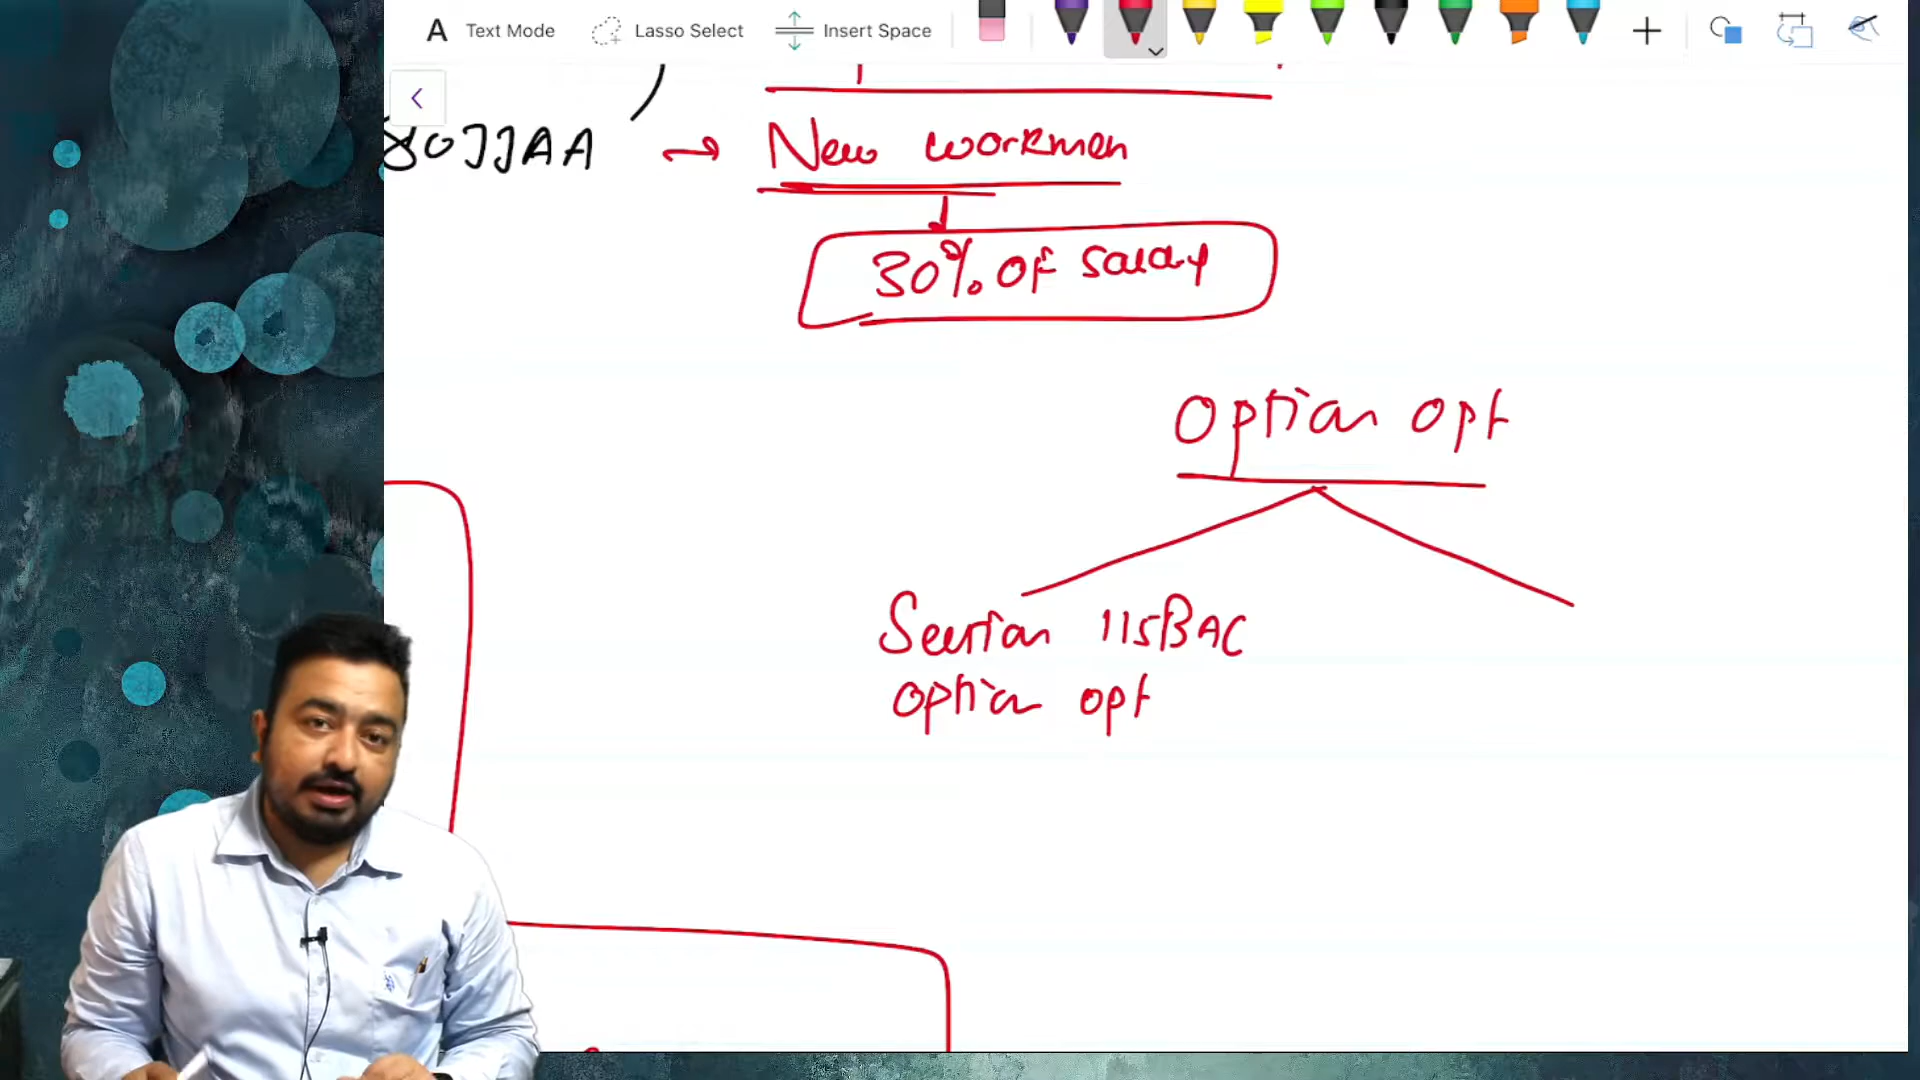 A Text Mode Lasso Select Insert Space
80JJAA → New workmen
30% of salary
Option opt
Section 115BAC
option opt